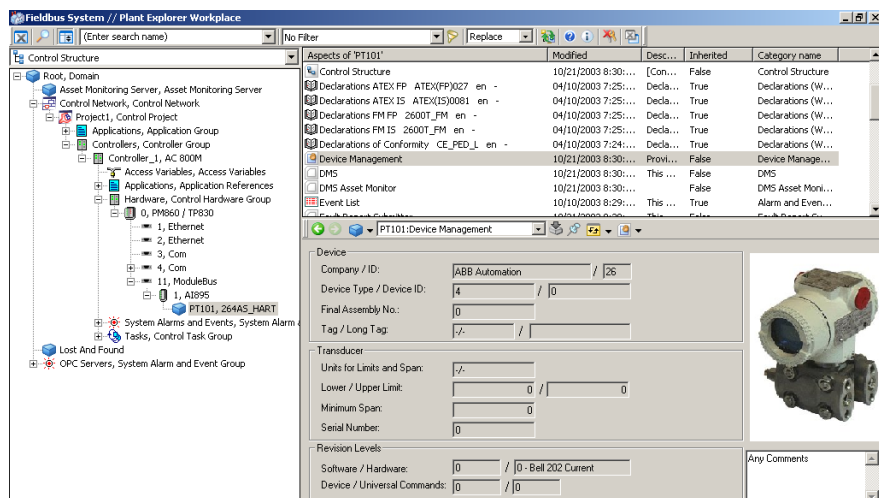 Fieldbus System // Plant Explorer Workplace
(Enter search name) No Filter Replace
Control Structure
Root, Domain
Asset Monitoring Server, Asset Monitoring Server
Control Network, Control Network
Project1, Control Project
Applications, Application Group
Controllers, Controller Group
Controller_1, AC 800M
Access Variables, Access Variables
Applications, Application References
Hardware, Control Hardware Group
0, PM860 / TP830
1, Ethernet
2, Ethernet
3, Com
4, Com
11, ModuleBus
1, AI895
PT101, 264AS_HART
System Alarms and Events, System Alarm a
Tasks, Control Task Group
Lost And Found
OPC Servers, System Alarm and Event Group
Aspects of 'PT101' Modified Desc... Inherited Category name
Control Structure 10/21/2003 8:30:... [Con... False Control Structure
Declarations ATEX FP ATEX(FP)027 en - 04/10/2003 7:25:... Decla... True Declarations (W...
Declarations ATEX IS ATEX(IS)0081 en - 04/10/2003 7:25:... Decla... True Declarations (W...
Declarations FM FP 2600T_FM en - 04/10/2003 7:25:... Decla... True Declarations (W...
Declarations FM IS 2600T_FM en - 04/10/2003 7:25:... Decla... True Declarations (W...
Declarations of Conformity CE_PED_L en - 04/10/2003 7:24:... Decla... True Declarations (W...
Device Management 10/21/2003 8:30:... Provi... False Device Manage...
DMS 10/21/2003 8:30:... This ... False DMS
DMS Asset Monitor 10/21/2003 8:30:... False DMS Asset Moni...
Event List 10/10/2003 8:29:... This ... True Alarm and Even...
PT101:Device Management
Device
Company / ID: ABB Automation / 26
Device Type / Device ID: 4 / 0
Final Assembly No.: 0
Tag / Long Tag: -/- /
Transducer
Units for Limits and Span: -/-
Lower / Upper Limit: 0 / 0
Minimum Span: 0
Serial Number: 0
Revision Levels
Software / Hardware: 0 / 0 - Bell 202 Current
Device / Universal Commands: 0 / 0
Any Comments